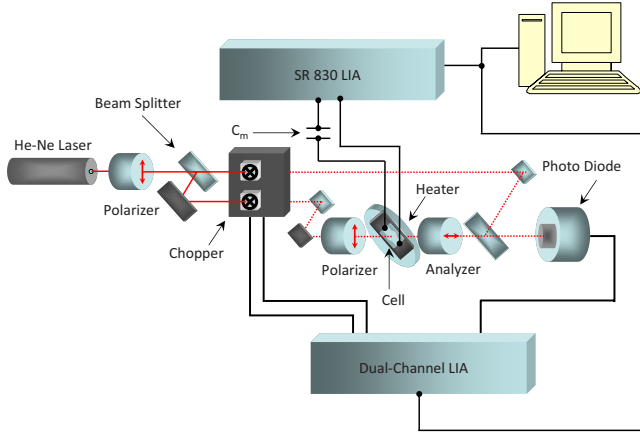 SR 830 LIA
Beam Splitter
C_m
He-Ne Laser
Photo Diode
Heater
Polarizer
Chopper
Polarizer
Analyzer
Cell
Dual-Channel LIA